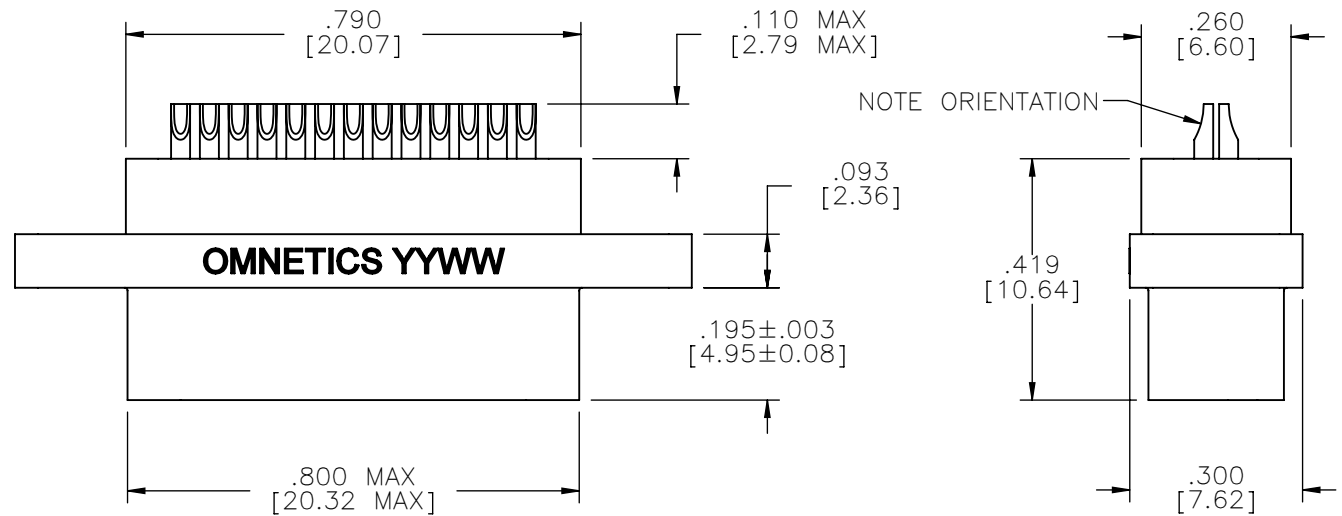 .790
[20.07]
.110 MAX
[2.79 MAX]
.260
[6.60]
NOTE ORIENTATION
.093
[2.36]
OMNETICS YYWW
.419
[10.64]
.195±.003
[4.95±0.08]
.800 MAX
[20.32 MAX]
.300
[7.62]